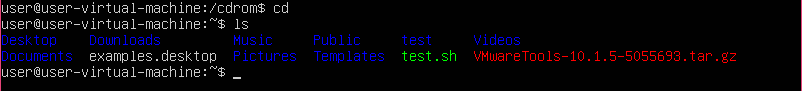 user@user-virtual-machine:/cdrom$ cd
user@user-virtual-machine:~$ ls
Desktop Downloads Music Public test Videos
Documents examples.desktop Pictures Templates test.sh VMwareTools-10.1.5-5055693.tar.gz
user@user-virtual-machine:~$ _